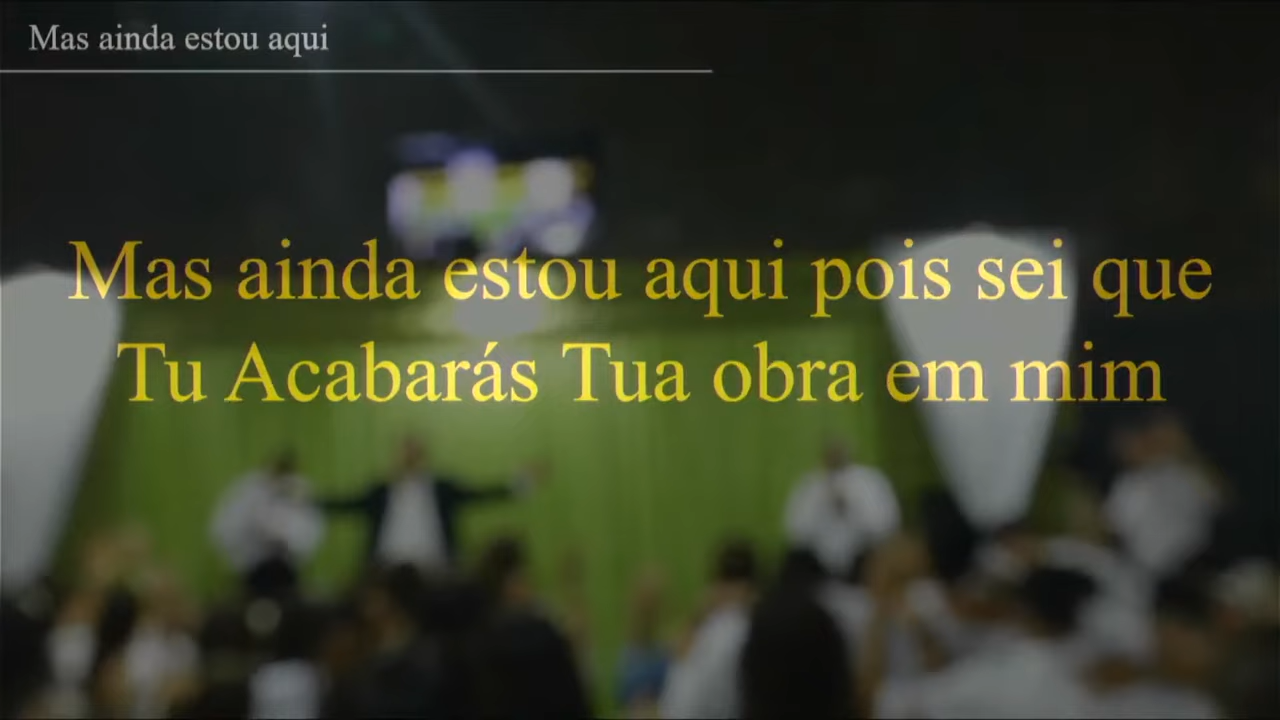 Mas ainda estou aqui
Mas ainda estou aqui pois sei que
Tu Acabarás Tua obra em mim